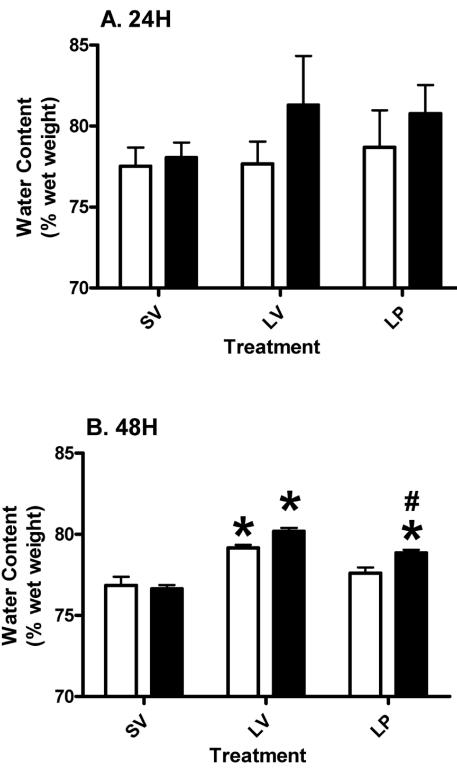 A. 24H
85
80
75
70
Water Content
(% wet weight)
SV
LV
LP
Treatment
B. 48H
85
80
75
70
Water Content
(% wet weight)
*
*
#
*
SV
LV
LP
Treatment